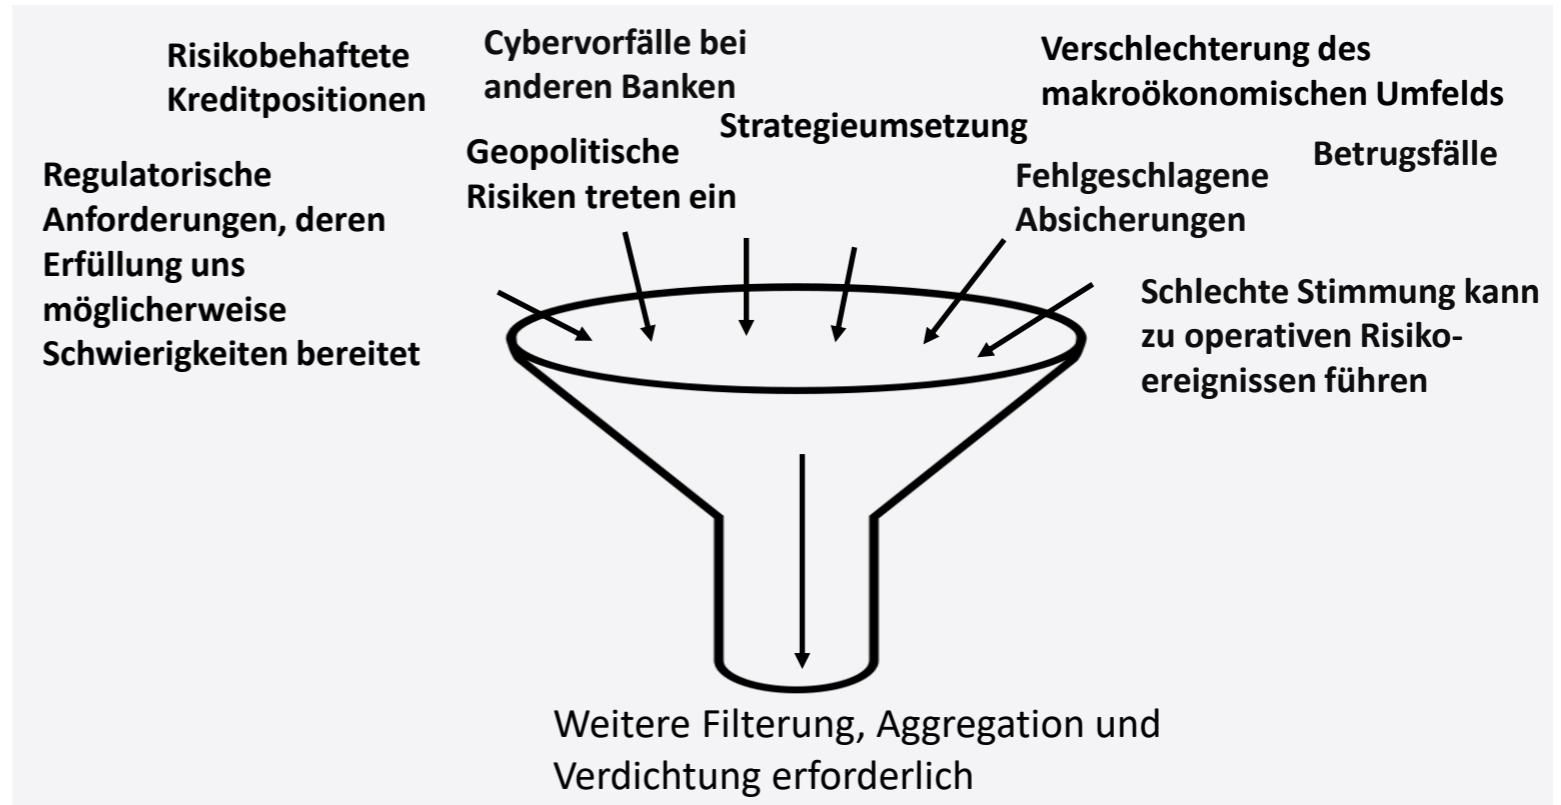 Risikobehaftete
Kreditpositionen
Cybervorfälle bei
anderen Banken
Verschlechterung des
makroökonomischen Umfelds
Strategieumsetzung
Geopolitische
Risiken treten ein
Betrugsfälle
Regulatorische
Anforderungen, deren
Erfüllung uns
möglicherweise
Schwierigkeiten bereitet
Fehlgeschlagene
Absicherungen
Schlechte Stimmung kann
zu operativen Risiko-
ereignissen führen
Weitere Filterung, Aggregation und
Verdichtung erforderlich